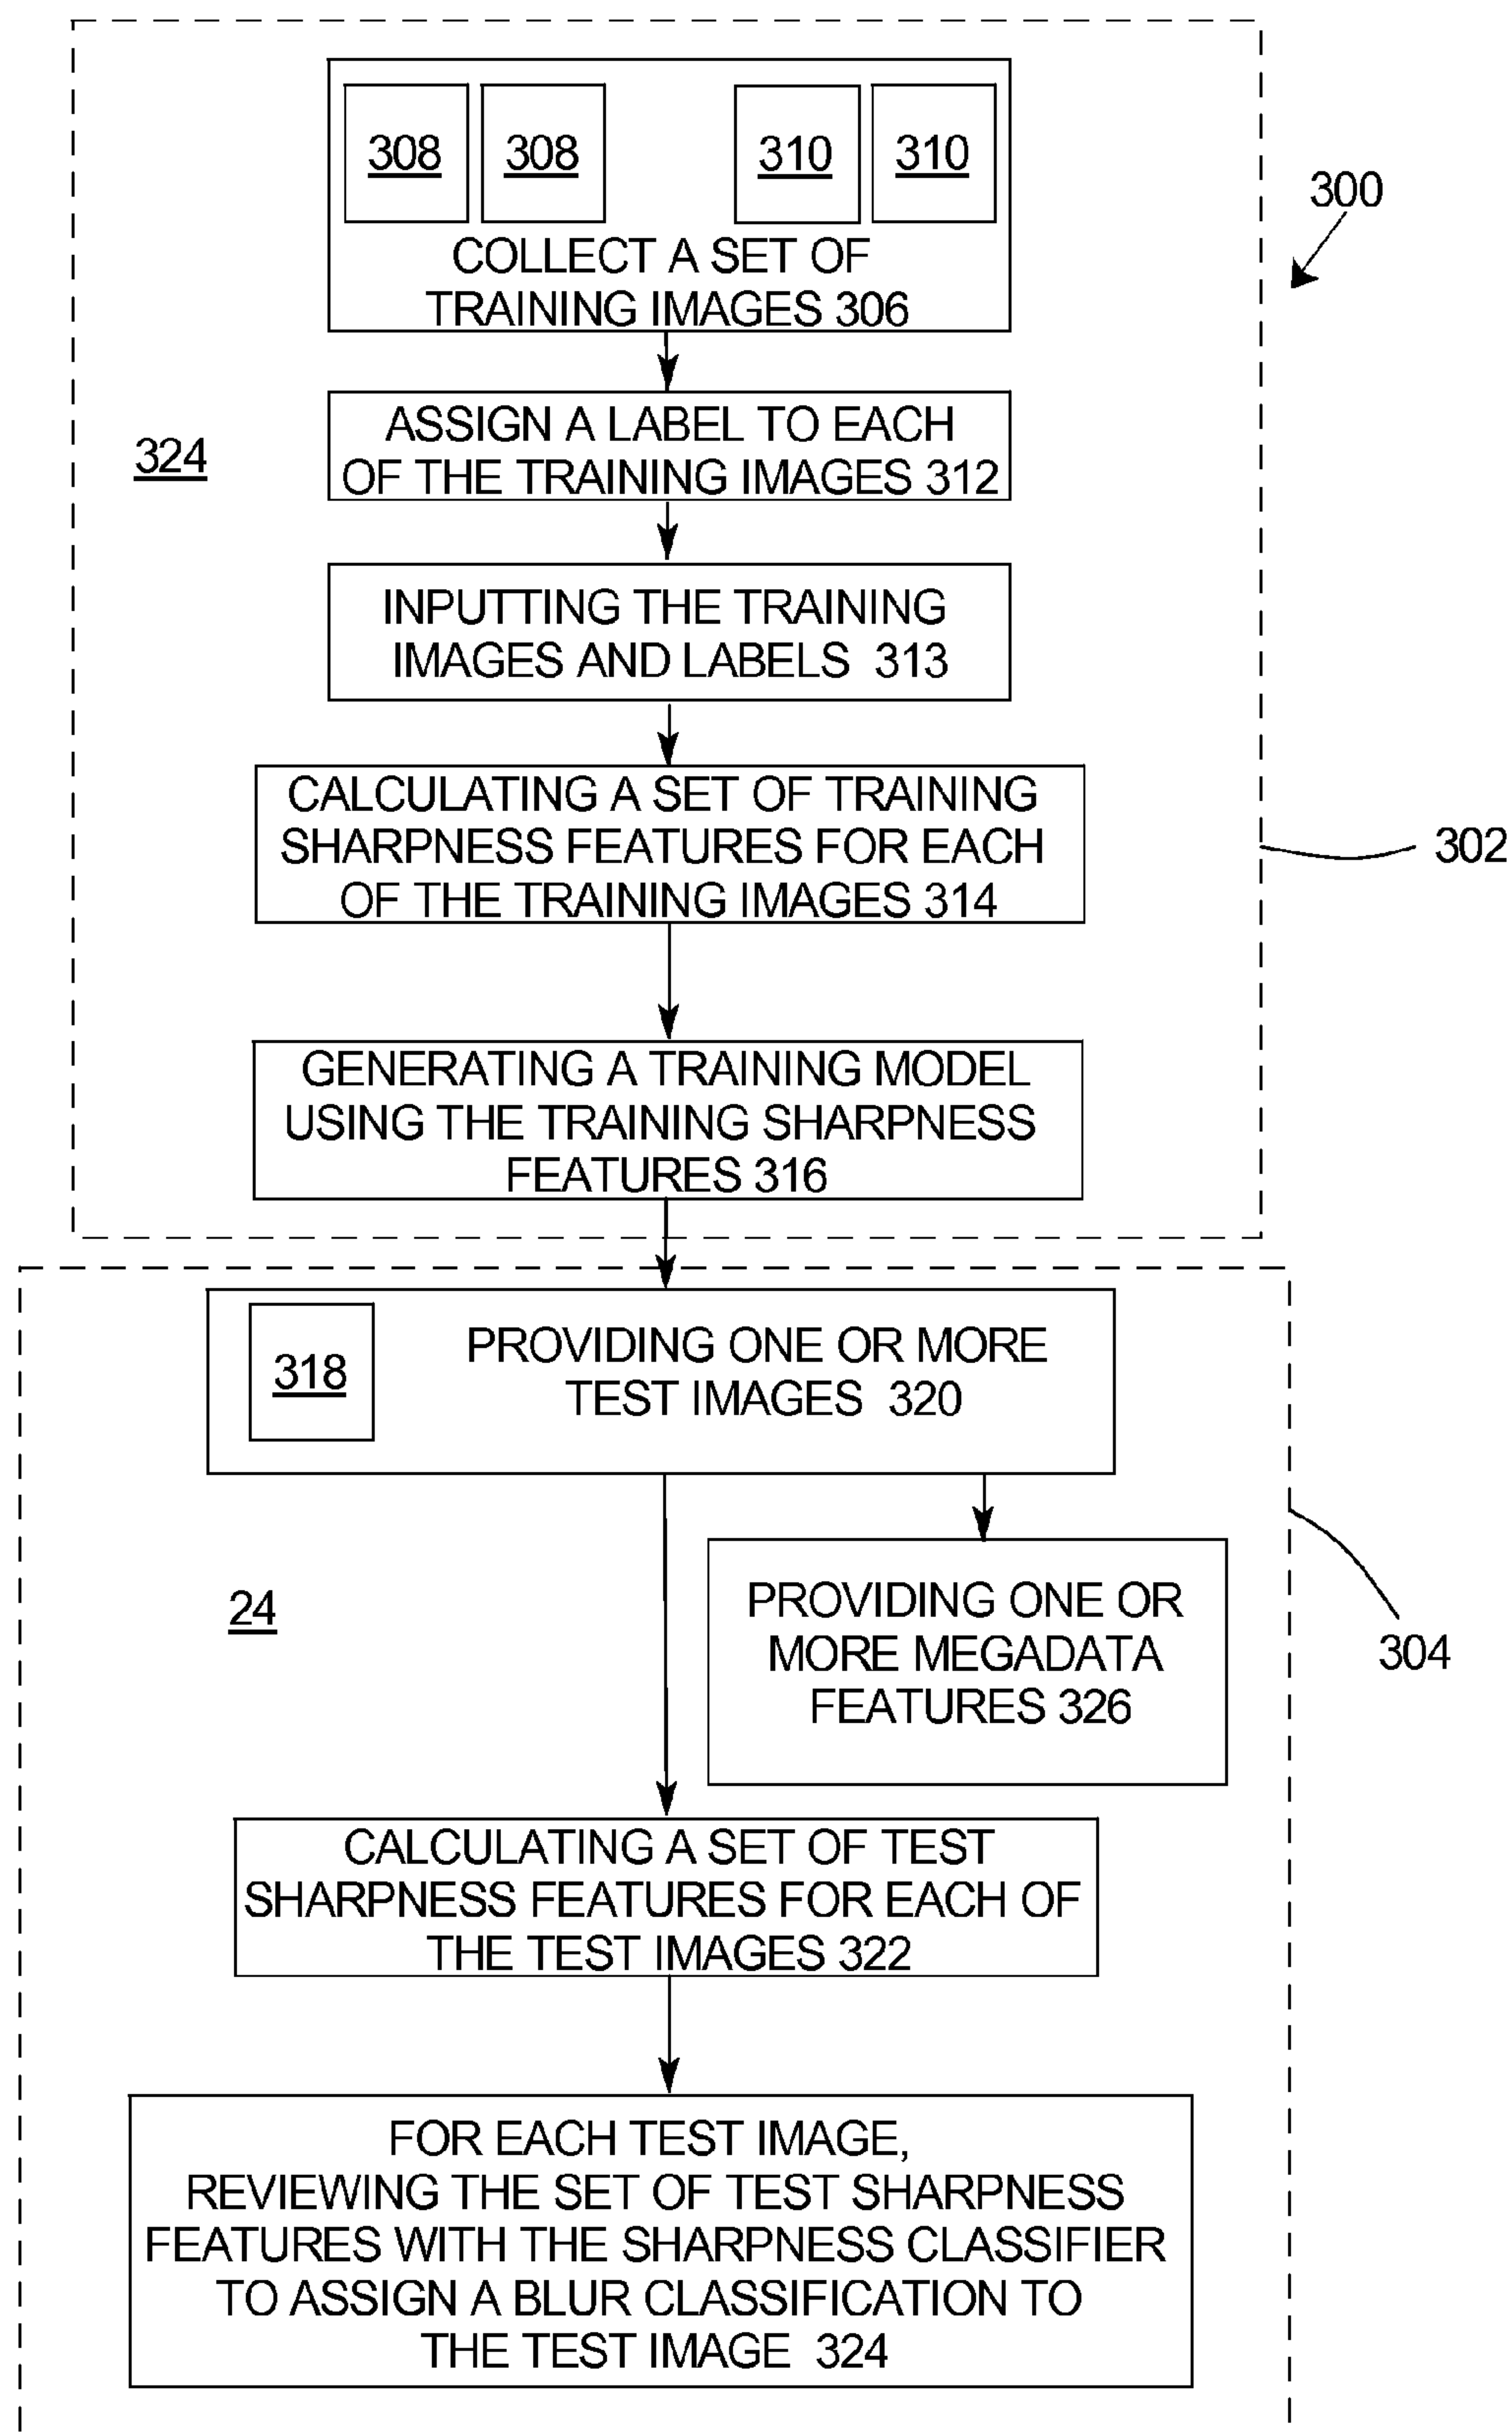 308 308 310 310
COLLECT A SET OF
TRAINING IMAGES 306
300
ASSIGN A LABEL TO EACH
OF THE TRAINING IMAGES 312
324
INPUTTING THE TRAINING
IMAGES AND LABELS 313
CALCULATING A SET OF TRAINING
SHARPNESS FEATURES FOR EACH
OF THE TRAINING IMAGES 314
302
GENERATING A TRAINING MODEL
USING THE TRAINING SHARPNESS
FEATURES 316
318
PROVIDING ONE OR MORE
TEST IMAGES 320
24
PROVIDING ONE OR
MORE MEGADATA
FEATURES 326
304
CALCULATING A SET OF TEST
SHARPNESS FEATURES FOR EACH OF
THE TEST IMAGES 322
FOR EACH TEST IMAGE,
REVIEWING THE SET OF TEST SHARPNESS
FEATURES WITH THE SHARPNESS CLASSIFIER
TO ASSIGN A BLUR CLASSIFICATION TO
THE TEST IMAGE 324